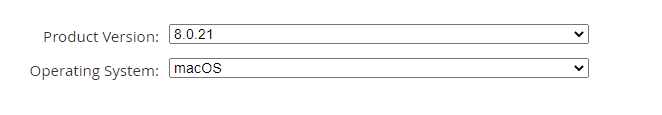 Product Version: 8.0.21
Operating System: macOS